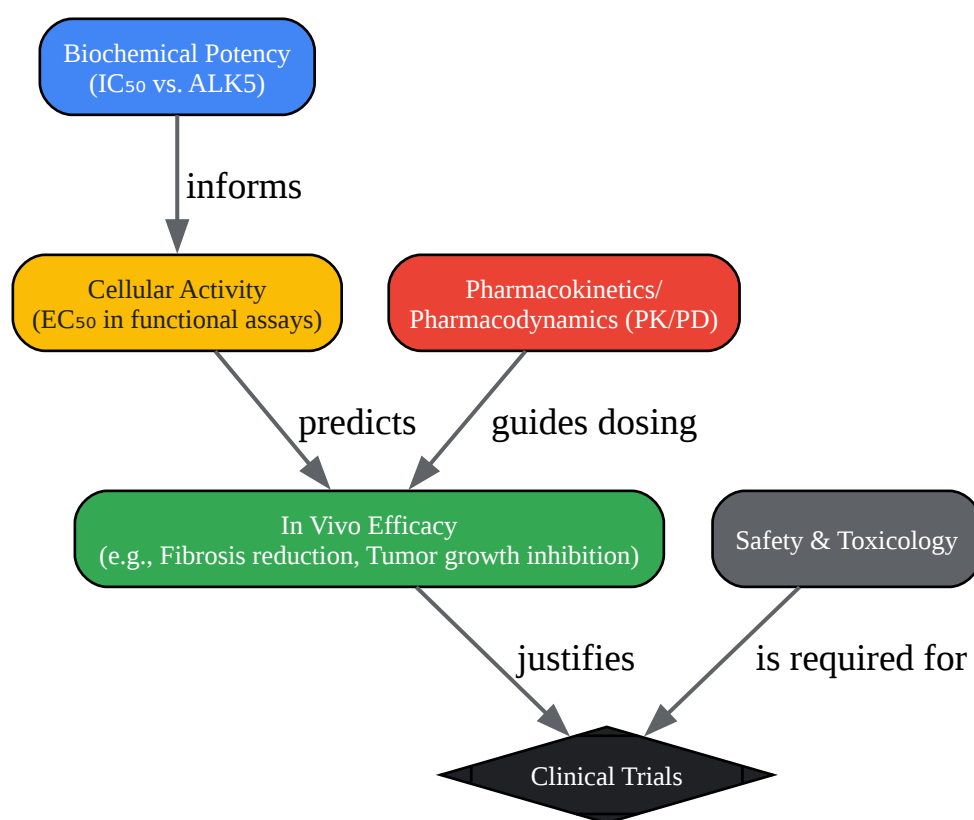 Biochemical Potency
(IC₅₀ vs. ALK5)
informs
Cellular Activity
(EC₅₀ in functional assays)
Pharmacokinetics/
Pharmacodynamics (PK/PD)
predicts
guides dosing
In Vivo Efficacy
(e.g., Fibrosis reduction, Tumor growth inhibition)
Safety & Toxicology
justifies
is required for
Clinical Trials